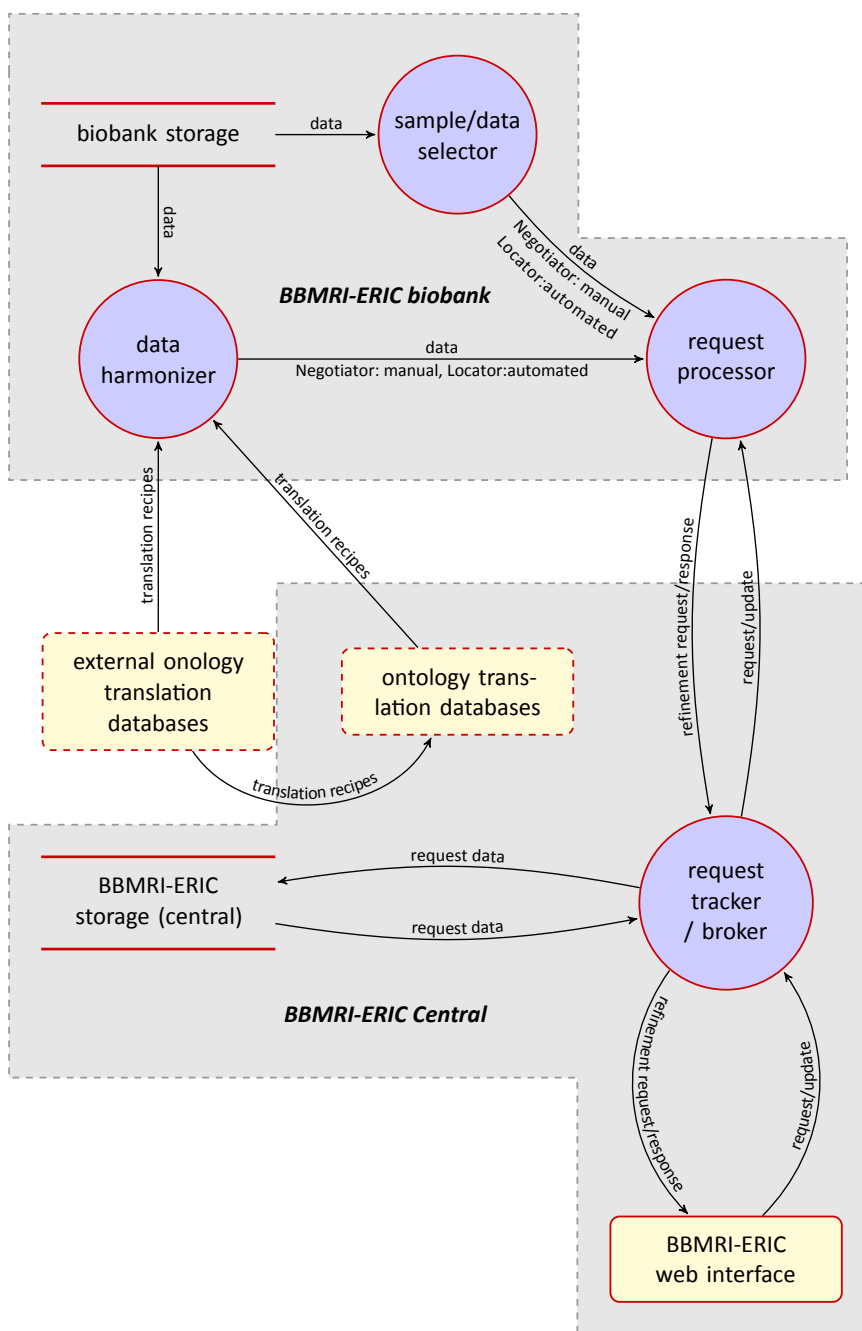 biobank storage
data
sample/data
selector
data
data
Negotiator: manual
Locator:automated
BBMRI-ERIC biobank
data
harmonizer
data
Negotiator: manual, Locator:automated
request
processor
translation recipes
translation recipes
refinement request/response
request/update
external onology
translation
databases
ontology trans-
lation databases
translation recipes
BBMRI-ERIC
storage (central)
request data
request data
request
tracker
/ broker
BBMRI-ERIC Central
refinement request/response
request/update
BBMRI-ERIC
web interface